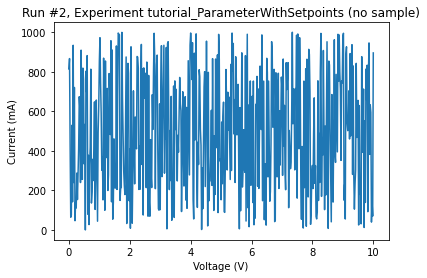 Run #2, Experiment tutorial_ParameterWithSetpoints (no sample)
1000
800
600
400
200
0
Current (mA)
0 2 4 6 8 10
Voltage (V)